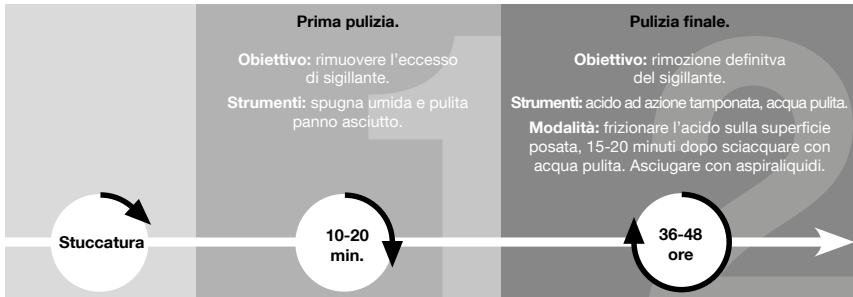 Prima pulizia.
Obiettivo: rimuovere l'eccesso
di sigillante.
Strumenti: spugna umida e pulita
panno asciutto.
1
Pulizia finale.
Obiettivo: rimozione definitva
del sigillante.
Strumenti: acido ad azione tamponata, acqua pulita.
Modalità: frizionare l'acido sulla superficie
posata, 15-20 minuti dopo sciacquare con
acqua pulita. Asciugare con aspiraliquidi.
2
Stuccatura
10-20
min.
36-48
ore